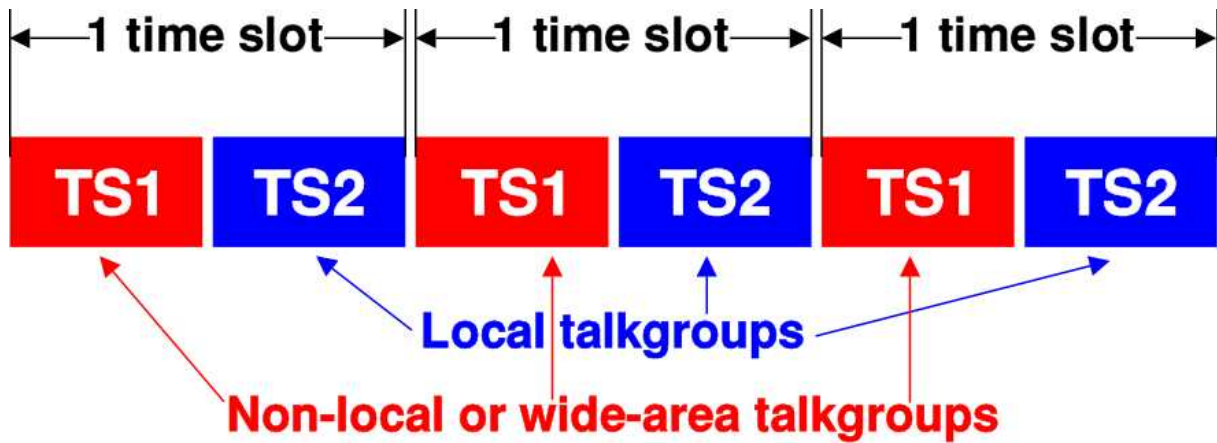 1 time slot 1 time slot 1 time slot
TS1 TS2 TS1 TS2 TS1 TS2
Local talkgroups
Non-local or wide-area talkgroups